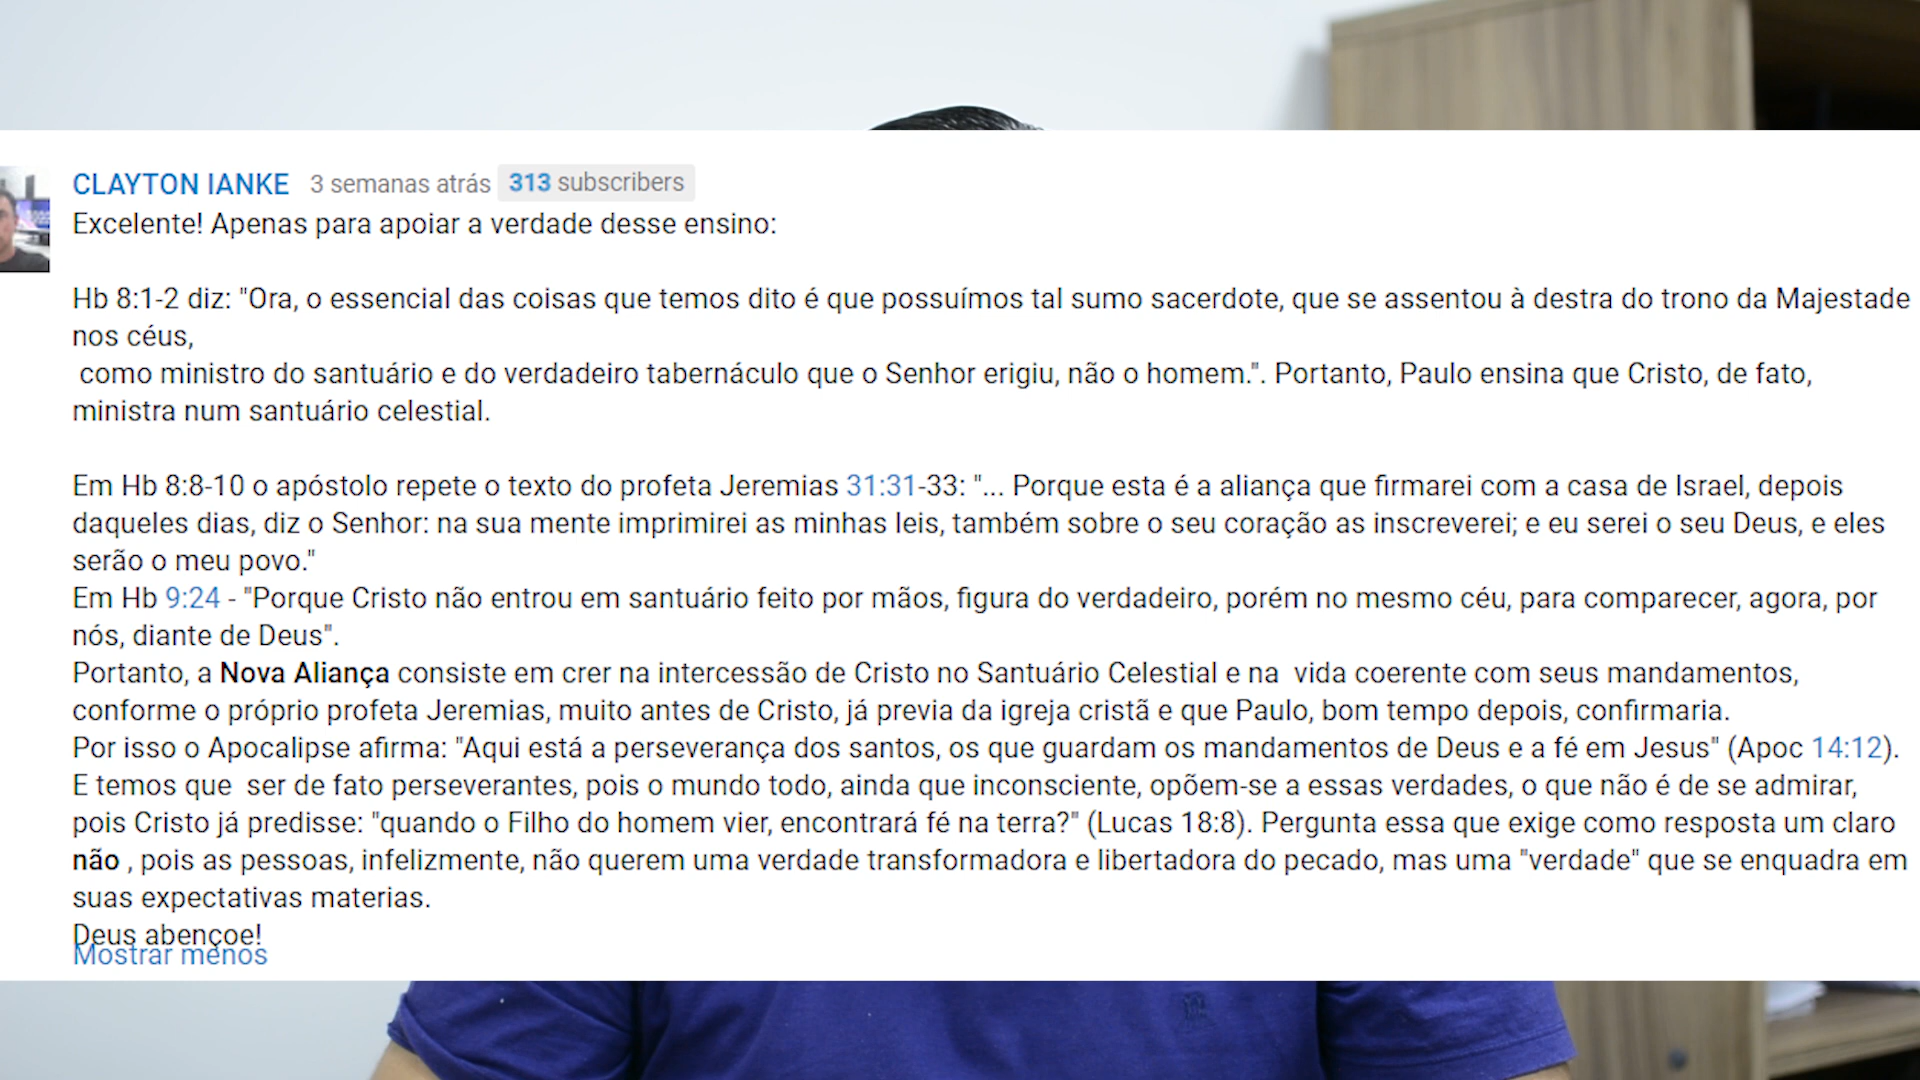 CLAYTON IANKE 3 semanas atrás 313 subscribers
Excelente! Apenas para apoiar a verdade desse ensino:
Hb 8:1-2 diz: "Ora, o essencial das coisas que temos dito é que possuímos tal sumo sacerdote, que se assentou à destra do trono da Majestade
nos céus,
como ministro do santuário e do verdadeiro tabernáculo que o Senhor erigiu, não o homem.". Portanto, Paulo ensina que Cristo, de fato,
ministra num santuário celestial.
Em Hb 8:8-10 o apóstolo repete o texto do profeta Jeremias 31:31-33: "... Porque esta é a aliança que firmarei com a casa de Israel, depois
daqueles dias, diz o Senhor: na sua mente imprimirei as minhas leis, também sobre o seu coração as inscreverei; e eu serei o seu Deus, e eles
serão o meu povo."
Em Hb 9:24 - "Porque Cristo não entrou em santuário feito por mãos, figura do verdadeiro, porém no mesmo céu, para comparecer, agora, por
nós, diante de Deus".
Portanto, a Nova Aliança consiste em crer na intercessão de Cristo no Santuário Celestial e na  vida coerente com seus mandamentos,
conforme o próprio profeta Jeremias, muito antes de Cristo, já previa da igreja cristã e que Paulo, bom tempo depois, confirmaria.
Por isso o Apocalipse afirma: "Aqui está a perseverança dos santos, os que guardam os mandamentos de Deus e a fé em Jesus" (Apoc 14:12).
E temos que  ser de fato perseverantes, pois o mundo todo, ainda que inconsciente, opõem-se a essas verdades, o que não é de se admirar,
pois Cristo já predisse: "quando o Filho do homem vier, encontrará fé na terra?" (Lucas 18:8). Pergunta essa que exige como resposta um claro
não , pois as pessoas, infelizmente, não querem uma verdade transformadora e libertadora do pecado, mas uma "verdade" que se enquadra em
suas expectativas materias.
Deus abençoe!
Mostrar menos